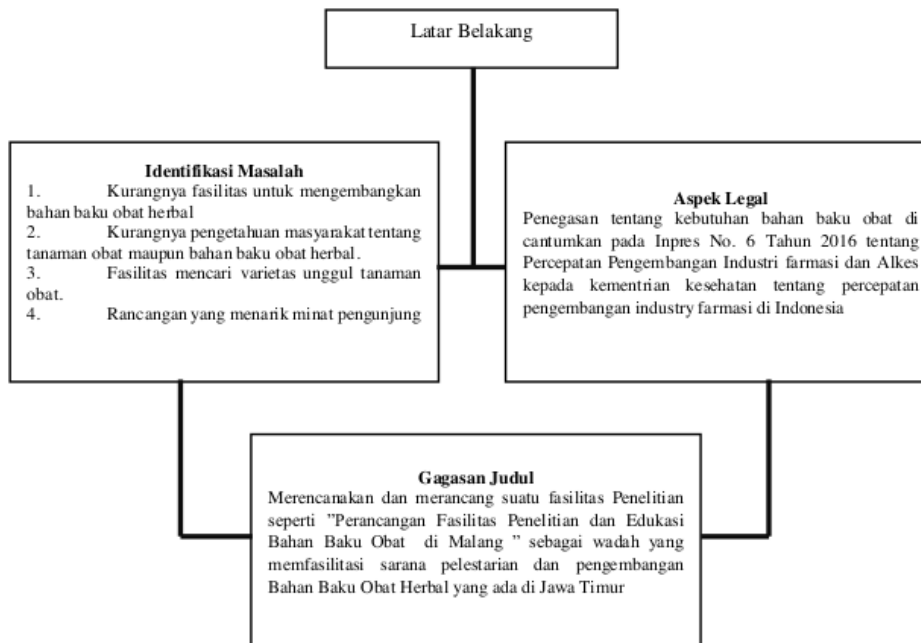 Latar Belakang
Identifikasi Masalah
1. Kurangnya fasilitas untuk mengembangkan
bahan baku obat herbal
2. Kurangnya pengetahuan masyarakat tentang
tanaman obat maupun bahan baku obat herbal.
3. Fasilitas mencari varietas unggul tanaman
obat.
4. Rancangan yang menarik minat pengunjung
Aspek Legal
Penegasan tentang kebutuhan bahan baku obat di
cantumkan pada Inpres No. 6 Tahun 2016 tentang
Percepatan Pengembangan Industri farmasi dan Alkes
kepada kementrian kesehatan tentang percepatan
pengembangan industry farmasi di Indonesia
Gagasan Judul
Merencanakan dan merancang suatu fasilitas Penelitian
seperti ”Perancangan Fasilitas Penelitian dan Edukasi
Bahan Baku Obat di Malang ” sebagai wadah yang
memfasilitasi sarana pelestarian dan pengembangan
Bahan Baku Obat Herbal yang ada di Jawa Timur